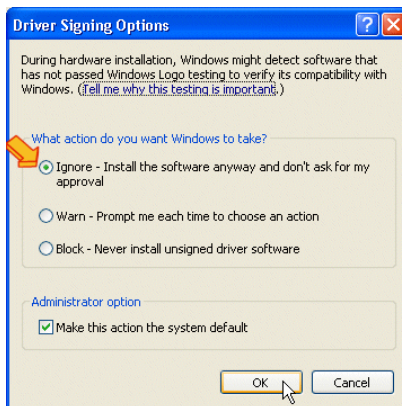 Driver Signing Options
During hardware installation, Windows might detect software that
has not passed Windows Logo testing to verify its compatibility with
Windows. (Tell me why this testing is important.)
What action do you want Windows to take?
Ignore - Install the software anyway and don't ask for my
approval
Warn - Prompt me each time to choose an action
Block - Never install unsigned driver software
Administrator option
Make this action the system default
OK Cancel